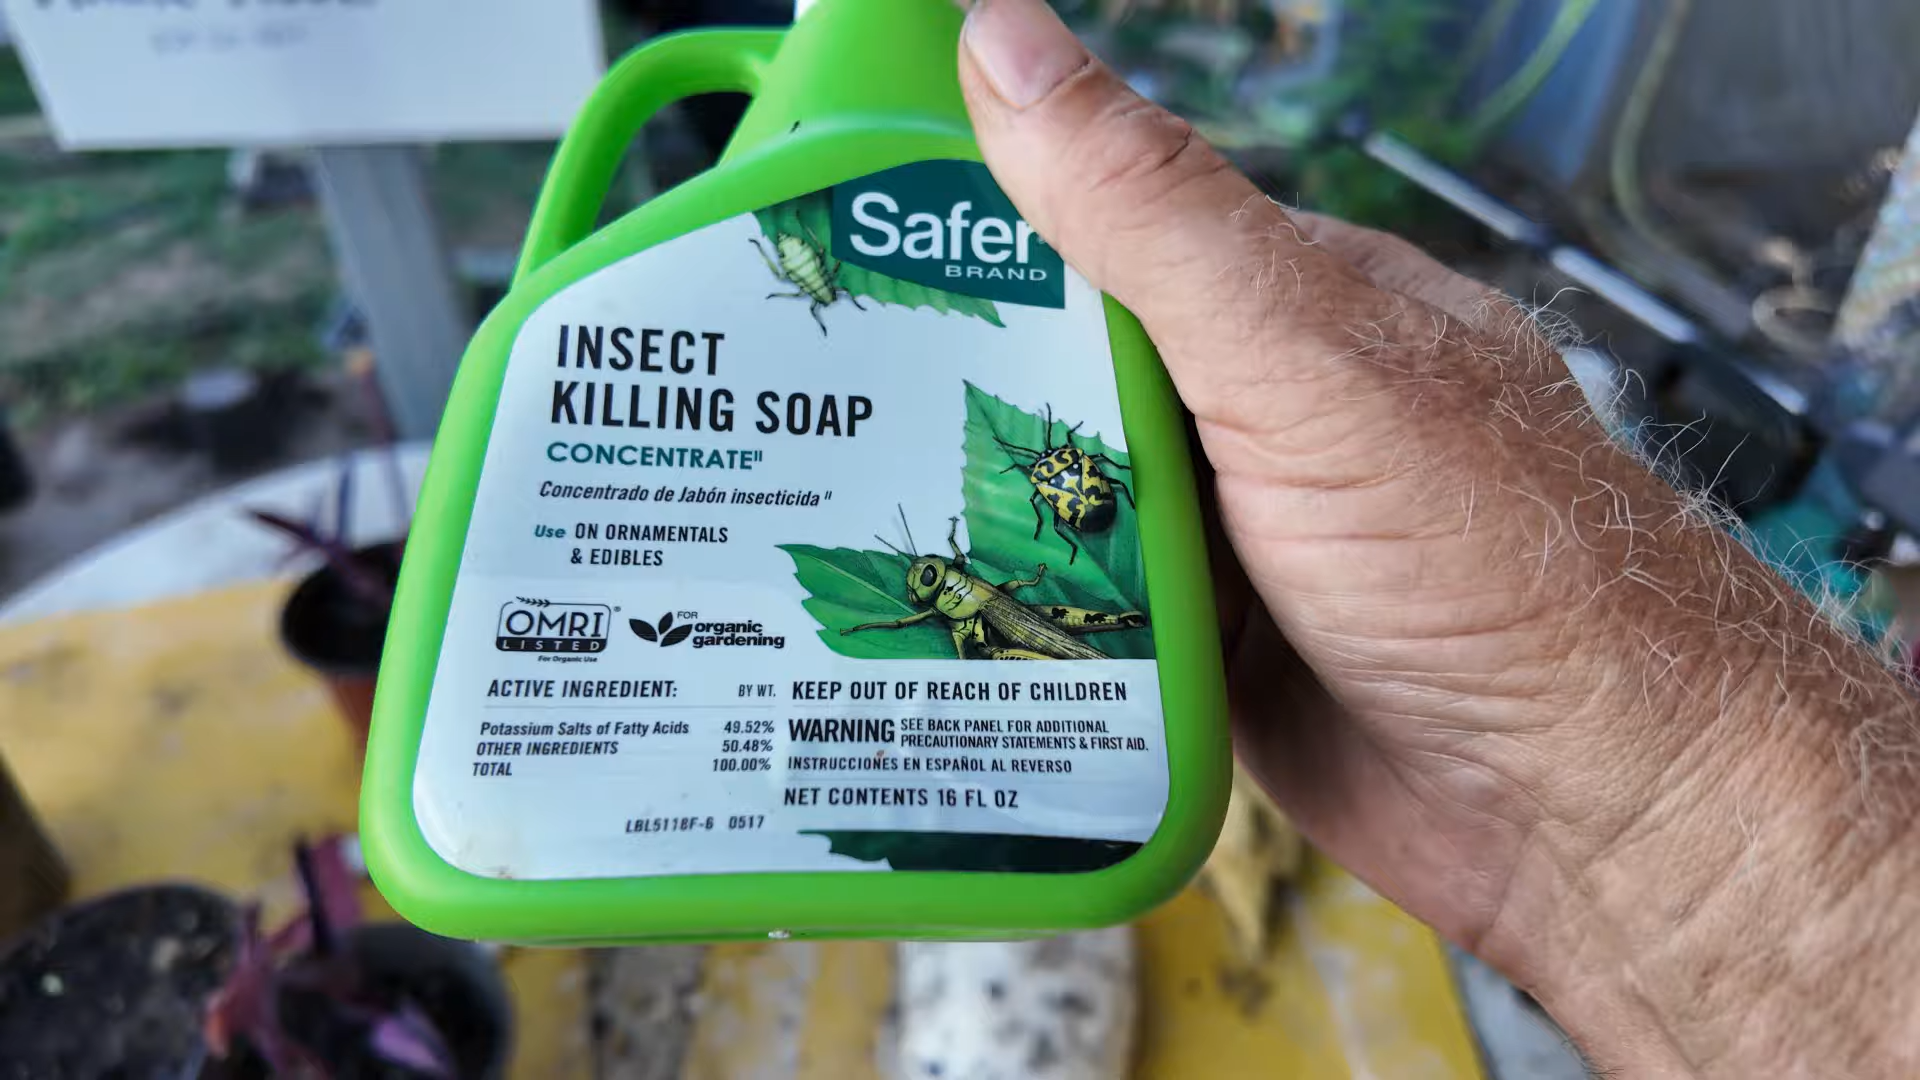 Safer
BRAND
INSECT
KILLING SOAP
CONCENTRATE II
Concentrado de Jabón insecticida II
Use ON ORNAMENTALS
& EDIBLES
OMRI ®
LISTED
For Organic Use
FOR
organic
gardening
ACTIVE INGREDIENT: BY WT.
Potassium Salts of Fatty Acids 49.52%
OTHER INGREDIENTS 50.48%
TOTAL 100.00%
KEEP OUT OF REACH OF CHILDREN
WARNING SEE BACK PANEL FOR ADDITIONAL
PRECAUTIONARY STATEMENTS & FIRST AID.
INSTRUCCIONES EN ESPAÑOL AL REVERSO
NET CONTENTS 16 FL OZ
LBL5118F-6 0517